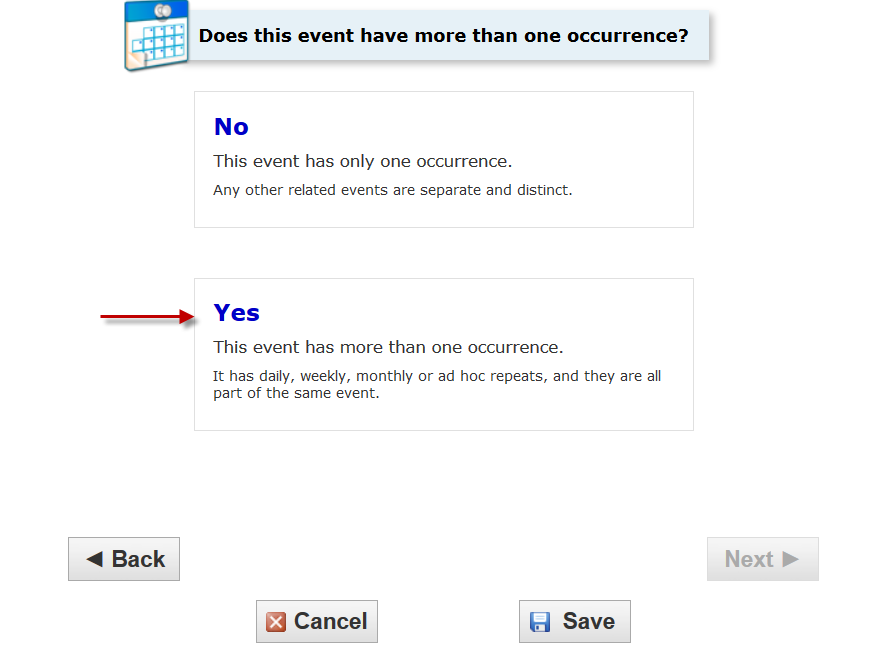 Does this event have more than one occurrence?
No
This event has only one occurrence.
Any other related events are separate and distinct.
Yes
This event has more than one occurrence.
It has daily, weekly, monthly or ad hoc repeats, and they are all
part of the same event.
Back
Next
Cancel
Save